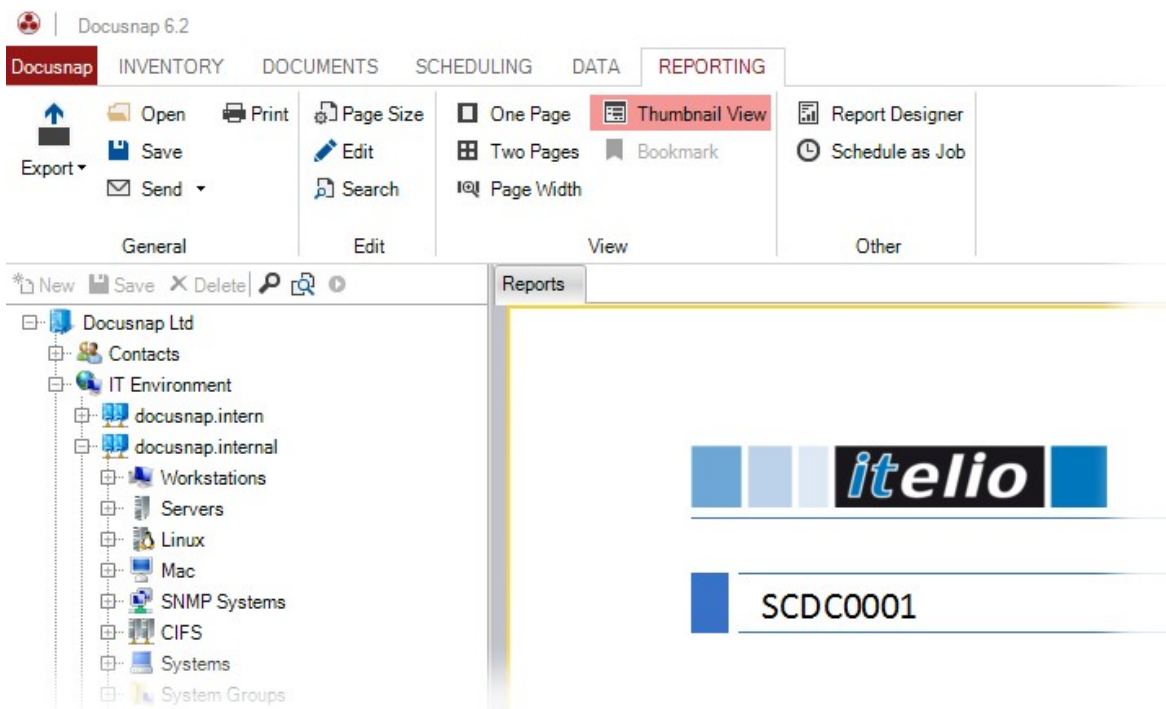 Docusnap 6.2
Docusnap INVENTORY DOCUMENTS SCHEDULING DATA REPORTING
Export
Open
Save
Send
Print
General
Page Size
Edit
Search
Edit
One Page
Two Pages
Page Width
Thumbnail View
Bookmark
View
Report Designer
Schedule as Job
Other
New Save Delete
Docusnap Ltd
Contacts
IT Environment
docusnap.intern
docusnap.internal
Workstations
Servers
Linux
Mac
SNMP Systems
CIFS
Systems
System Groups
Reports
itelio
SCDC0001